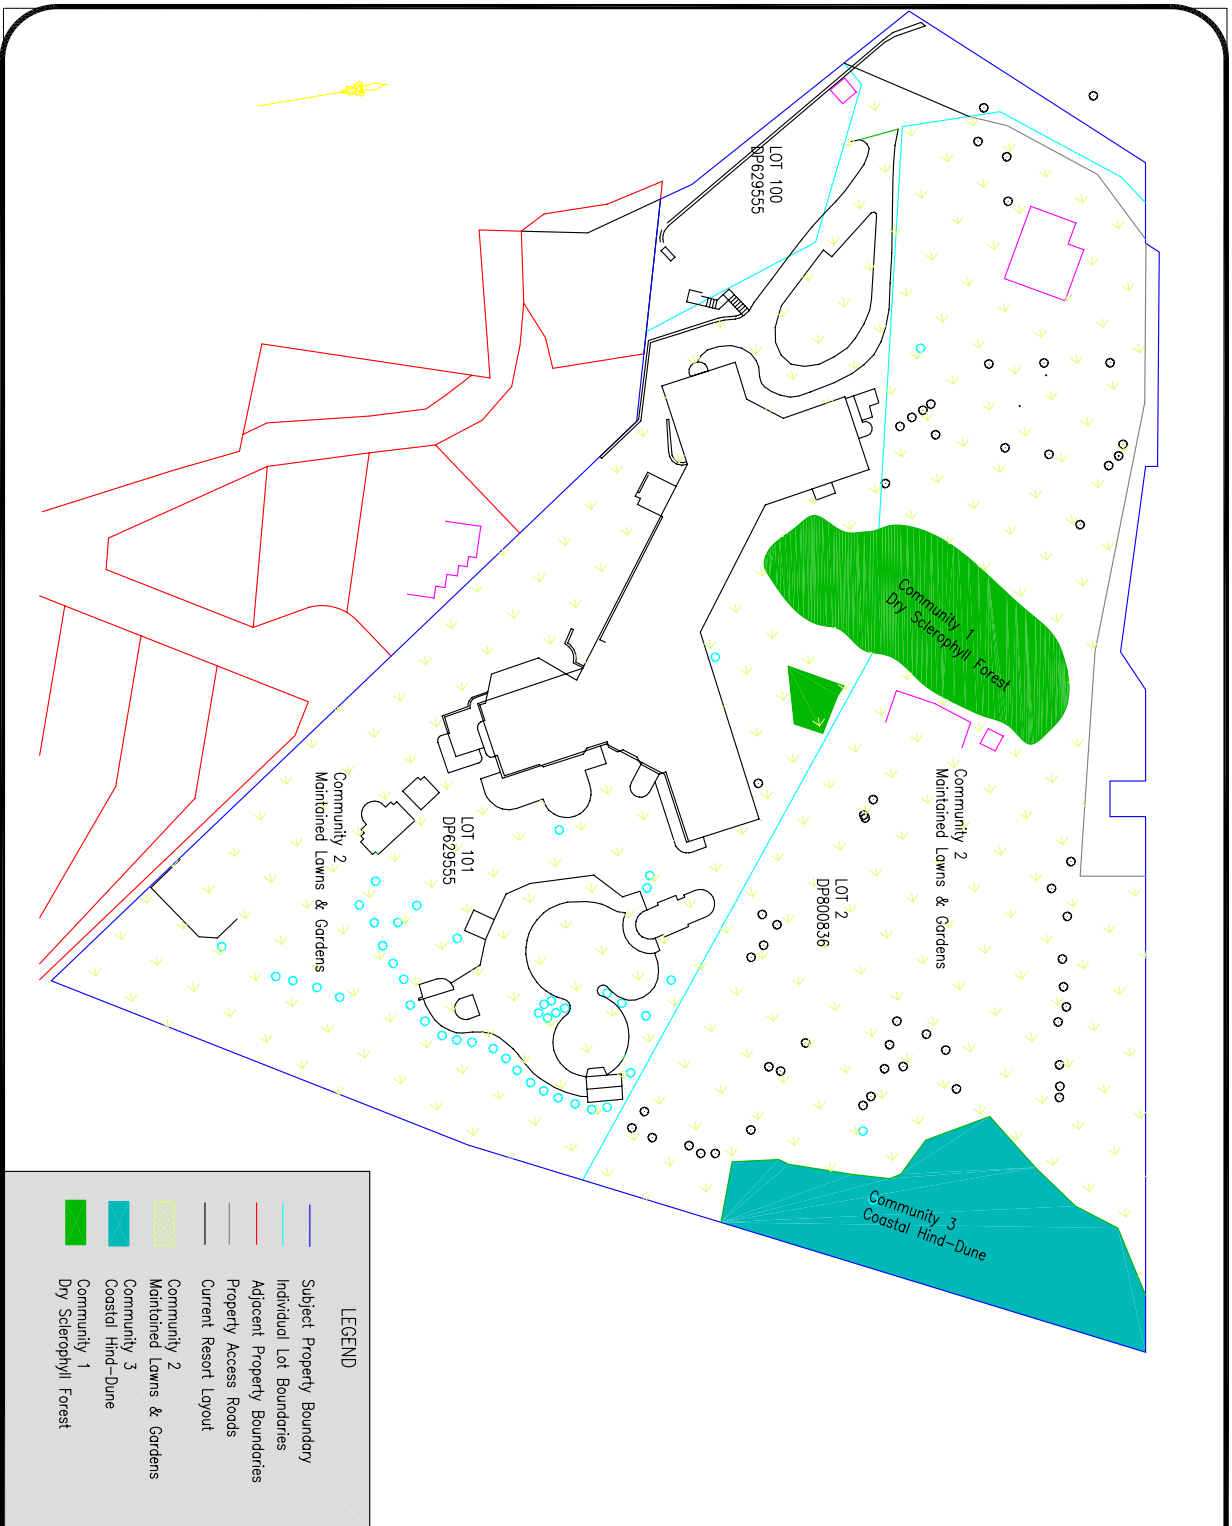 LOT 100
DP629555
Community 1
Dry Sclerophyll Forest
Community 2
Maintained Lawns & Gardens
LOT 2
DP800836
LOT 101
DP629555
Community 2
Maintained Lawns & Gardens
Community 3
Coastal Hind-Dune
LEGEND
Subject Property Boundary
Individual Lot Boundaries
Adjacent Property Boundaries
Property Access Roads
Current Resort Layout
Community 2
Maintained Lawns & Gardens
Community 3
Coastal Hind-Dune
Community 1
Dry Sclerophyll Forest